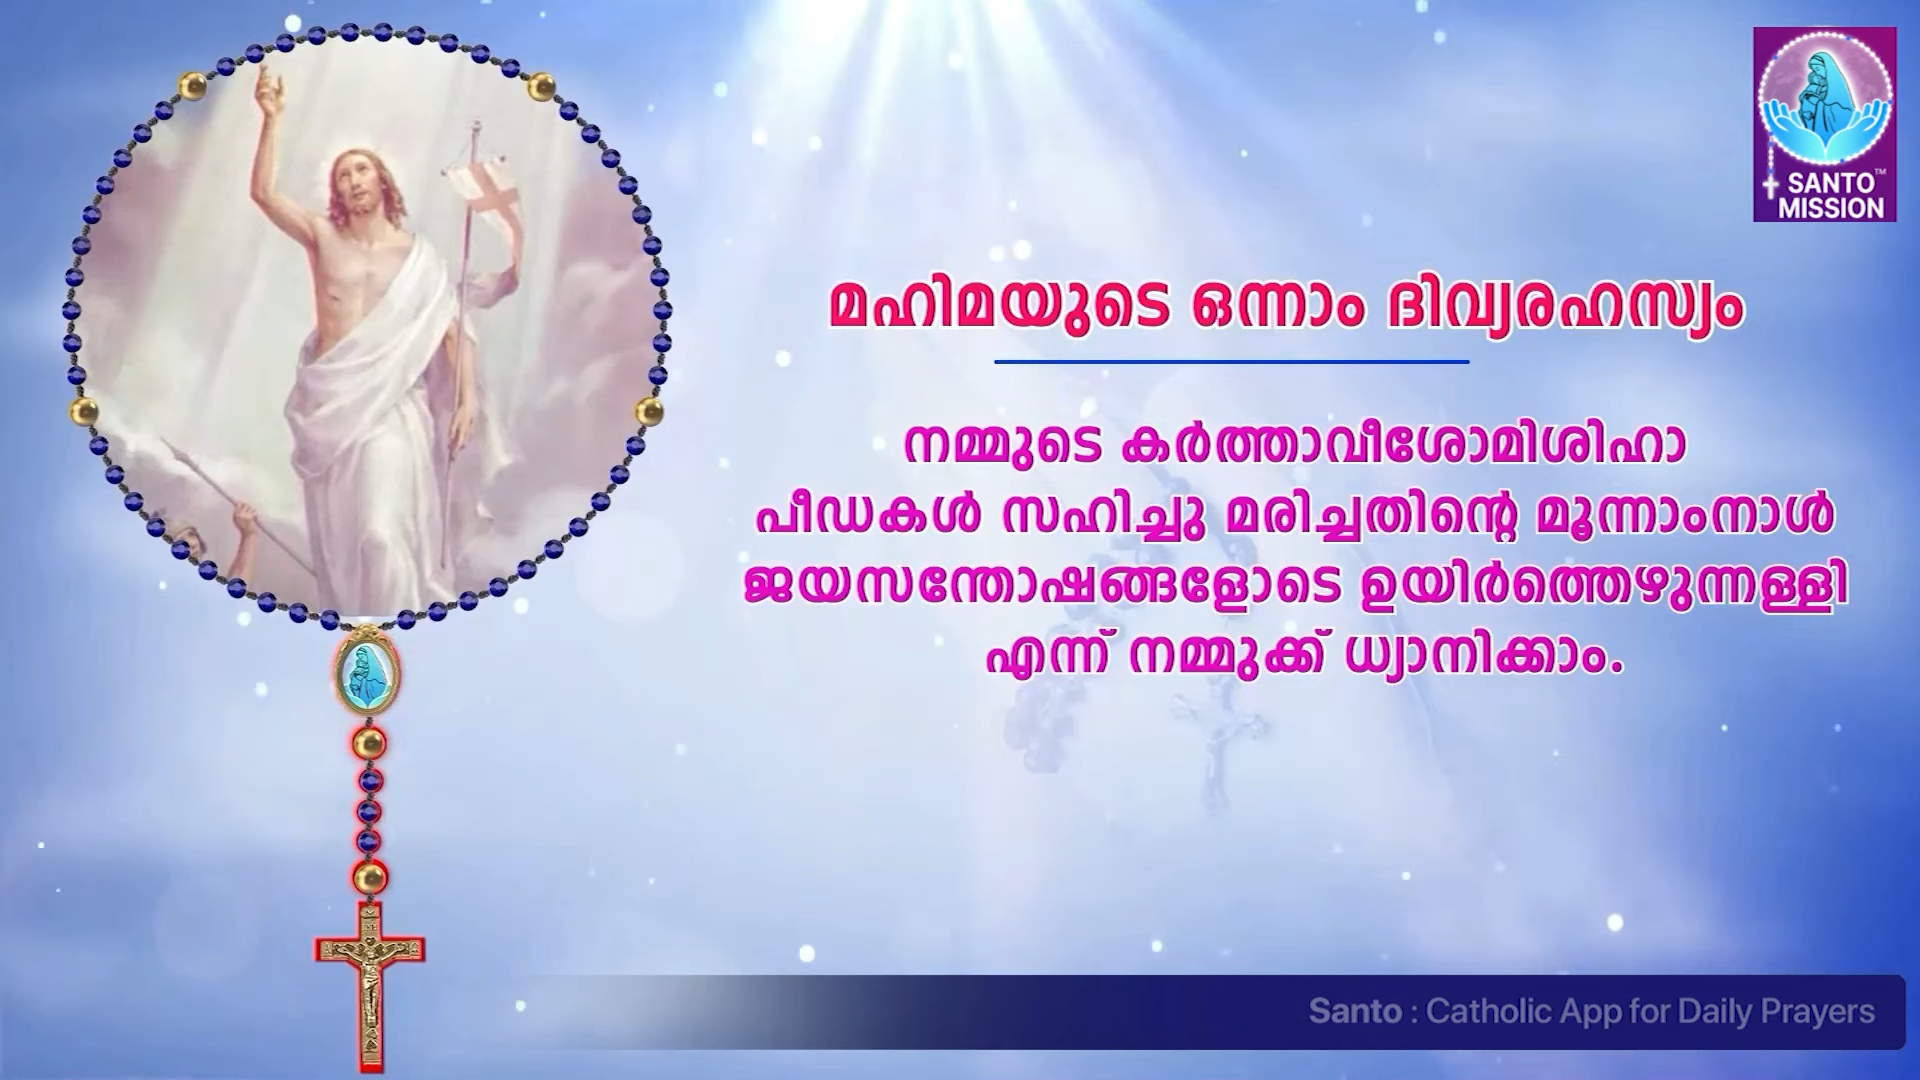 SANTO™
MISSION
മഹിമയുടെ ഒന്നാം ദിവ്യരഹസ്യം
നമ്മുടെ കർത്താവീശോമിശിഹാ
പീഡകൾ സഹിച്ചു മരിച്ചതിന്റെ മൂന്നാംനാൾ
ജയസന്തോഷങ്ങളോടെ ഉയിർത്തെഴുന്നള്ളി
എന്ന് നമ്മുക്ക് ധ്യാനിക്കാം.
Santo : Catholic App for Daily Prayers